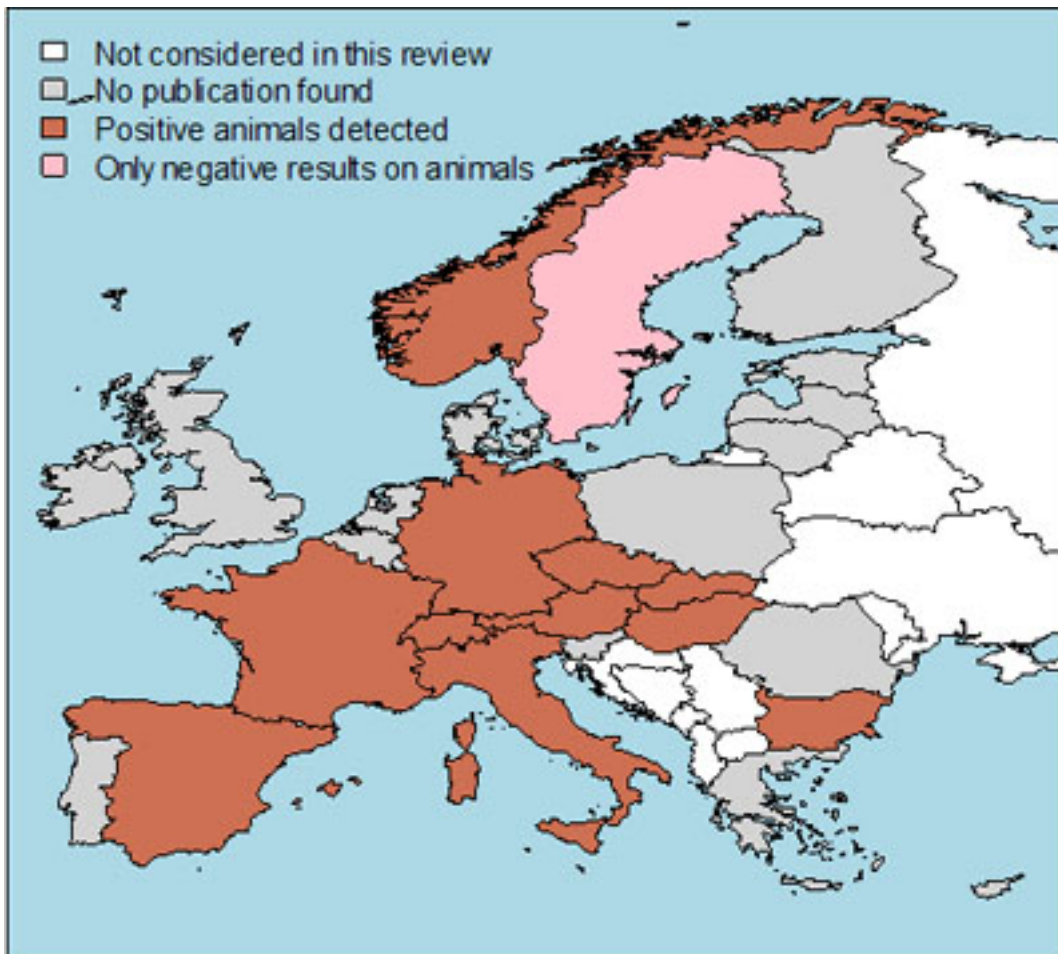 Not considered in this review
No publication found
Positive animals detected
Only negative results on animals